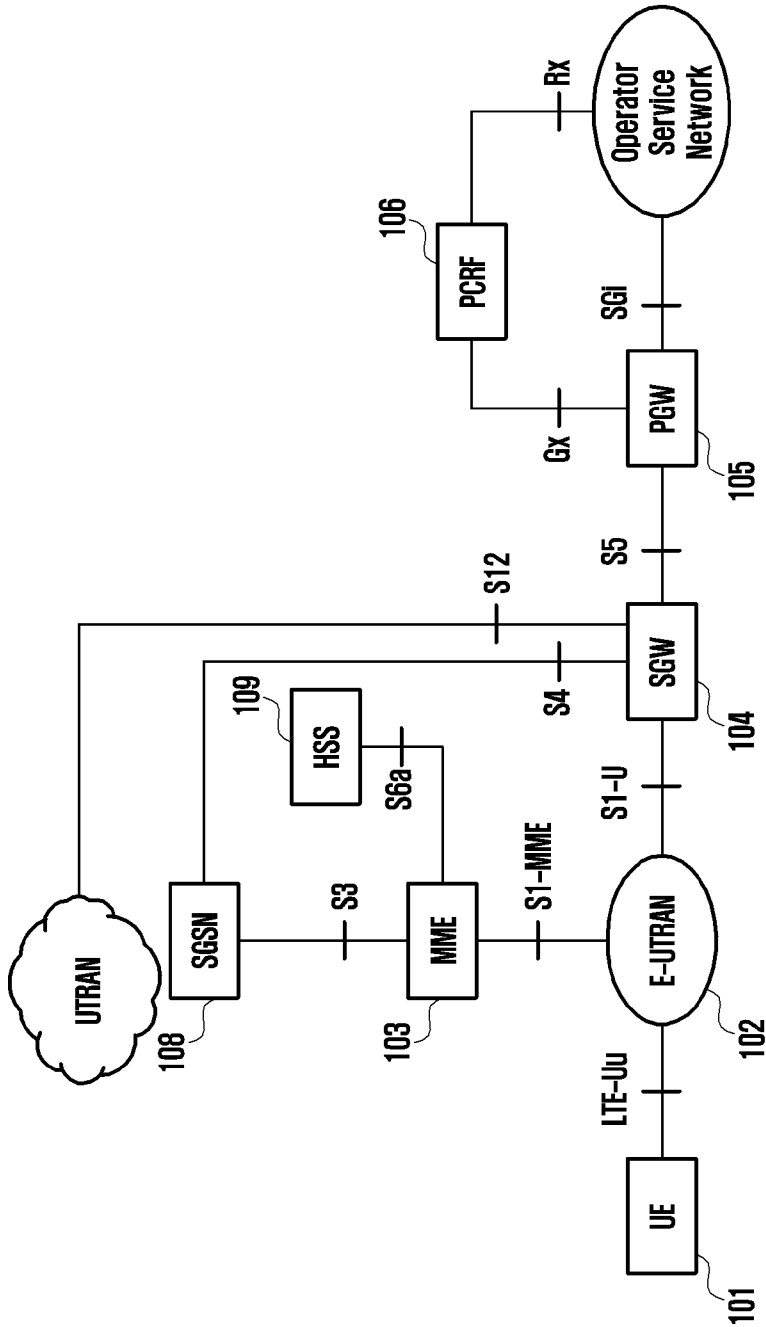 UTRAN
108
SGSN
109
HSS
S12
S3
S6a
S4
106
PCRF
Rx
Gx
103
MME
S1-MME
LTE-Uu
S1-U
S5
SGi
UE
E-UTRAN
SGW
PGW
Operator
Service
Network
101
102
104
105